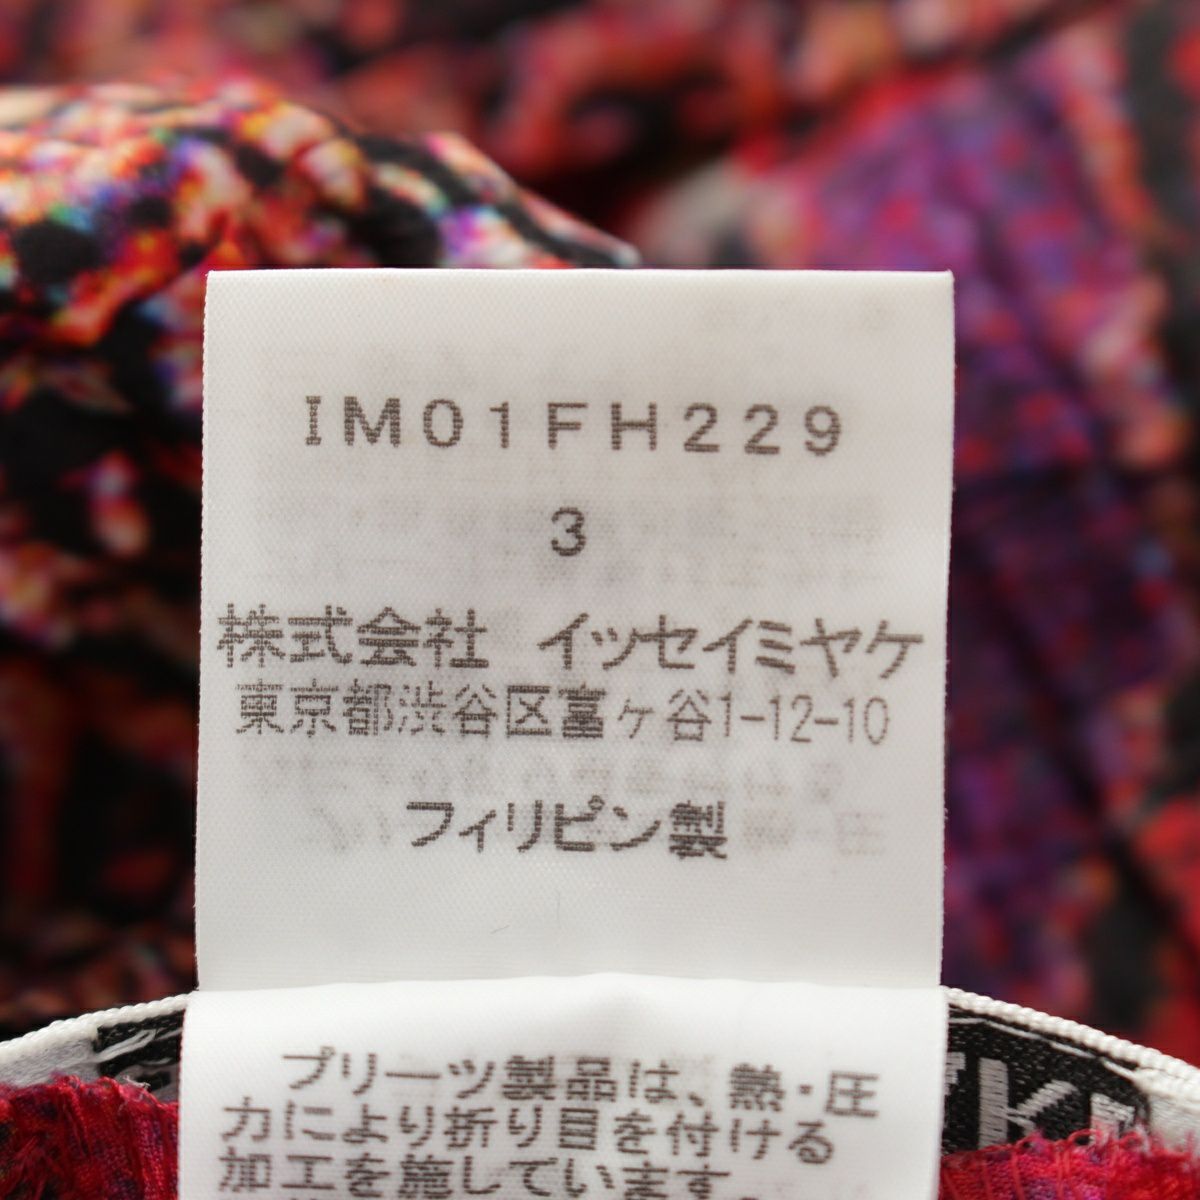 IM01FH229
3
株式会社 イッセイミヤケ
東京都渋谷区富ヶ谷1-12-10
フィリピン製
プリーツ製品は、熱・圧
力により折り目を付ける
加工を施しています